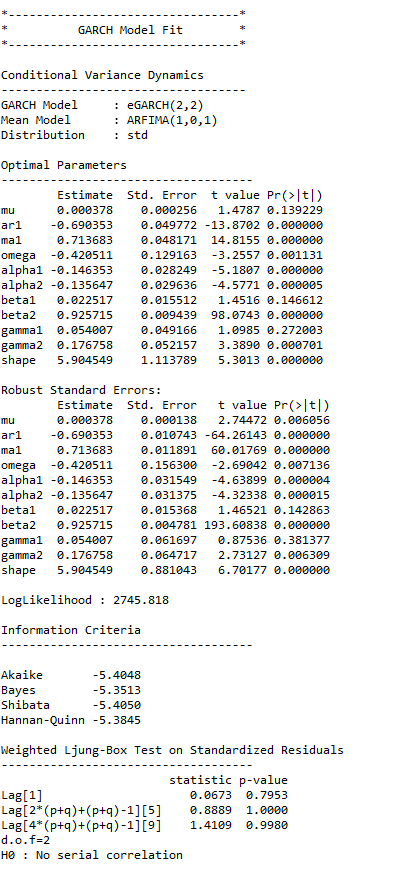 *---------------------------------*
*          GARCH Model Fit        *
*---------------------------------*
Conditional Variance Dynamics
-----------------------------------
GARCH Model     : eGARCH(2,2)
Mean Model      : ARFIMA(1,0,1)
Distribution    : std
Optimal Parameters
------------------------------------
        Estimate  Std. Error  t value Pr(>|t|)
mu      0.000378    0.000256   1.4787 0.139229
ar1    -0.690353    0.049772 -13.8702 0.000000
ma1     0.713683    0.048171  14.8155 0.000000
omega  -0.420511    0.129163  -3.2557 0.001131
alpha1 -0.146353    0.028249  -5.1807 0.000000
alpha2 -0.135647    0.029636  -4.5771 0.000005
beta1   0.022517    0.015512   1.4516 0.146612
beta2   0.925715    0.009439  98.0743 0.000000
gamma1  0.054007    0.049166   1.0985 0.272003
gamma2  0.176758    0.052157   3.3890 0.000701
shape   5.904549    1.113789   5.3013 0.000000
Robust Standard Errors:
        Estimate  Std. Error   t value Pr(>|t|)
mu      0.000378    0.000138   2.74472 0.006056
ar1    -0.690353    0.010743 -64.26143 0.000000
ma1     0.713683    0.011891  60.01769 0.000000
omega  -0.420511    0.156300  -2.69042 0.007136
alpha1 -0.146353    0.031549  -4.63899 0.000004
alpha2 -0.135647    0.031375  -4.32338 0.000015
beta1   0.022517    0.015368   1.46521 0.142863
beta2   0.925715    0.004781 193.60838 0.000000
gamma1  0.054007    0.061697   0.87536 0.381377
gamma2  0.176758    0.064717   2.73127 0.006309
shape   5.904549    0.881043   6.70177 0.000000
LogLikelihood : 2745.818
Information Criteria
------------------------------------
Akaike       -5.4048
Bayes        -5.3513
Shibata      -5.4050
Hannan-Quinn -5.3845
Weighted Ljung-Box Test on Standardized Residuals
------------------------------------
                        statistic p-value
Lag[1]                     0.0673  0.7953
Lag[2*(p+q)+(p+q)-1][5]    0.8889  1.0000
Lag[4*(p+q)+(p+q)-1][9]    1.4109  0.9980
d.o.f=2
H0 : No serial correlation